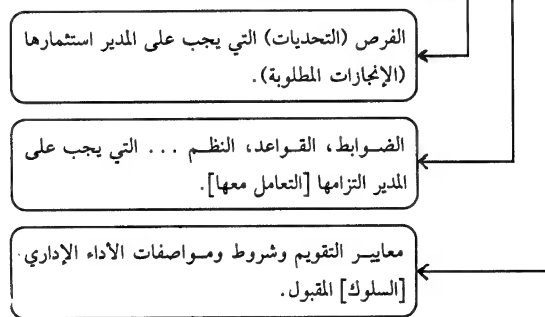 الفرص (التحديات) التي يجب على المدير استثمارها
(الإنجازات المطلوبة).
الضوابط، القواعد، النظم ... التي يجب على
المدير التزامها [التعامل معها].
معايير التقويم وشروط ومواصفات الأداء الإداري
[السلوك] المقبول.